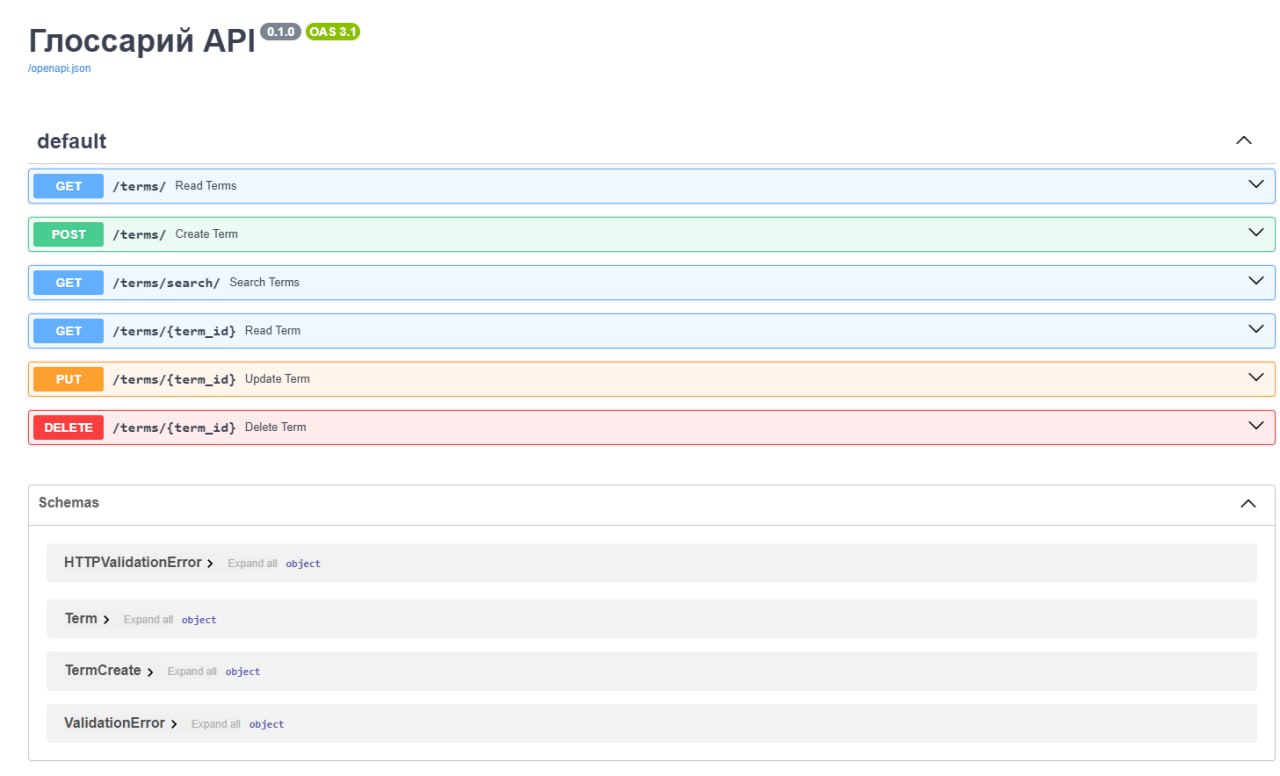 Глоссарий API 0.1.0 OAS 3.1
/openapi.json
default
GET /terms/ Read Terms
POST /terms/ Create Term
GET /terms/search/ Search Terms
GET /terms/{term_id} Read Term
PUT /terms/{term_id} Update Term
DELETE /terms/{term_id} Delete Term
Schemas
HTTPValidationError Expand all object
Term Expand all object
TermCreate Expand all object
ValidationError Expand all object